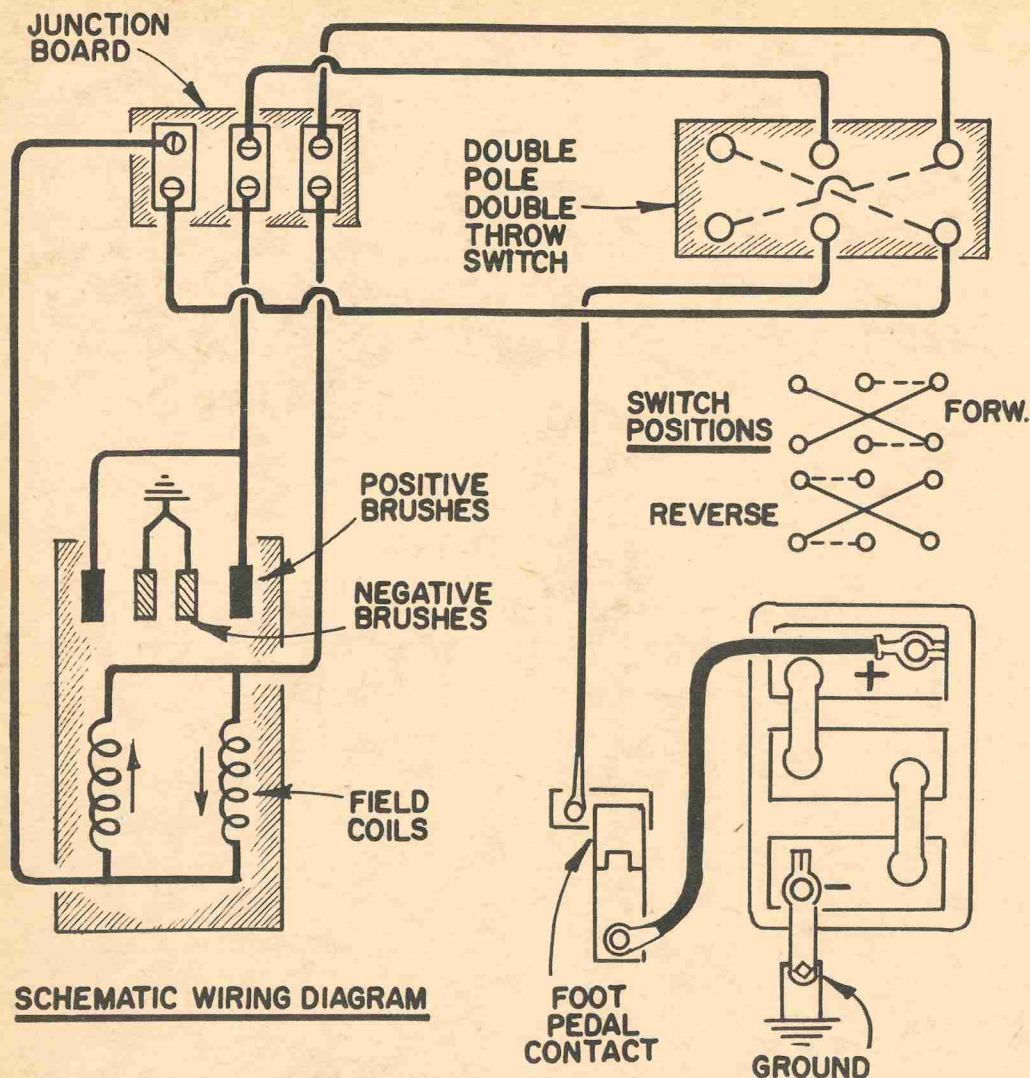 JUNCTION
BOARD
DOUBLE
POLE
DOUBLE
THROW
SWITCH
SWITCH
POSITIONS
FORW.
REVERSE
POSITIVE
BRUSHES
NEGATIVE
BRUSHES
+
FIELD
COILS
-
SCHEMATIC WIRING DIAGRAM
FOOT
PEDAL
CONTACT
GROUND